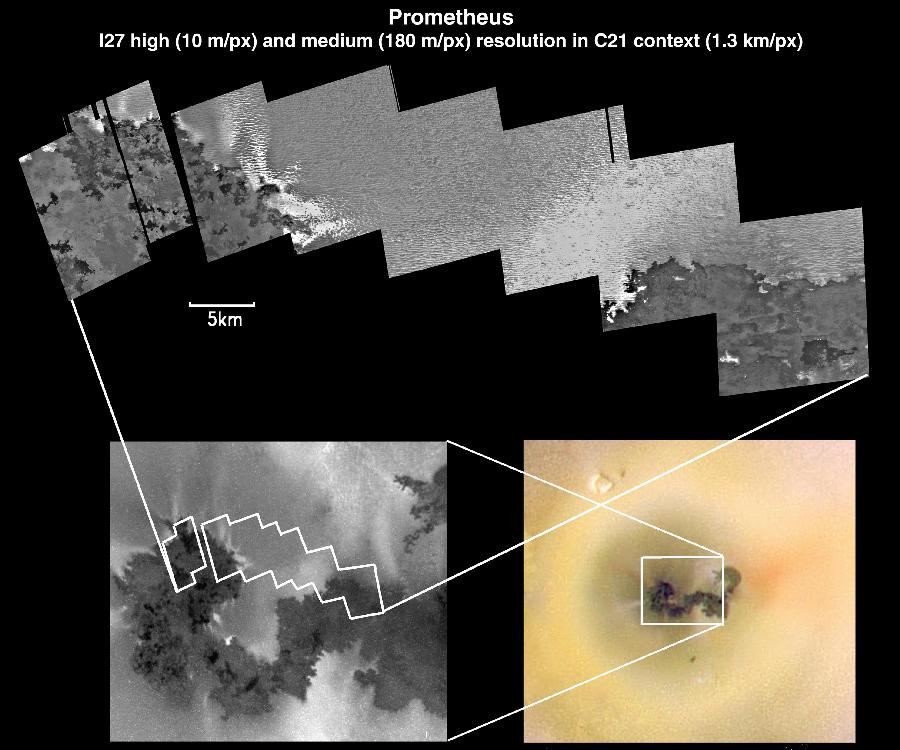 Prometheus
I27 high (10 m/px) and medium (180 m/px) resolution in C21 context (1.3 km/px)
5km